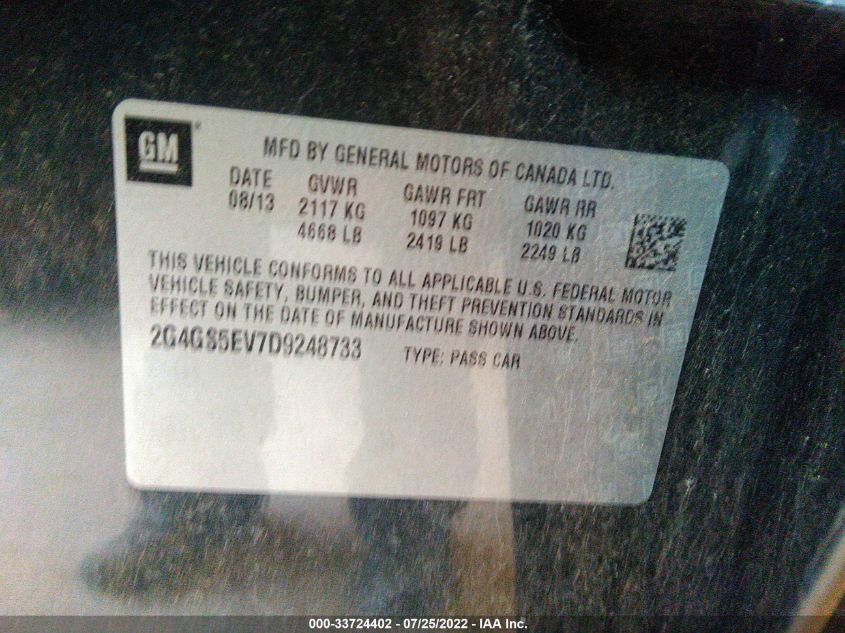 GM
MFD BY GENERAL MOTORS OF CANADA LTD.
DATE GVWR GAWR FRT GAWR RR
08/13 2117 KG 1097 KG 1020 KG
4668 LB 2419 LB 2249 LB
THIS VEHICLE CONFORMS TO ALL APPLICABLE U.S. FEDERAL MOTOR
VEHICLE SAFETY, BUMPER, AND THEFT PREVENTION STANDARDS IN
EFFECT ON THE DATE OF MANUFACTURE SHOWN ABOVE.
2G4GS5EV7D9248733 TYPE: PASS CAR
000-33724402 - 07/25/2022 - IAA Inc.